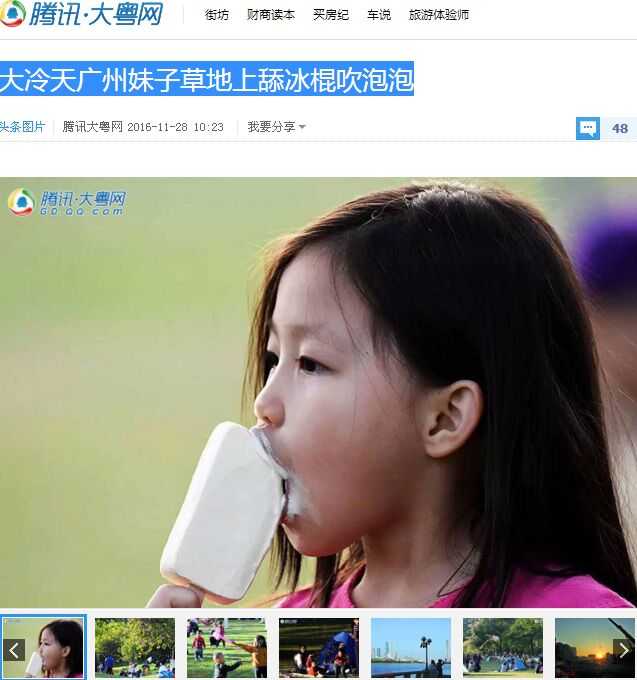 腾讯·大粤网 街坊 财商读本 买房纪 车说 旅游体验师
大冷天广州妹子草地上舔冰棍吹泡泡
头条图片 腾讯大粤网 2016-11-28 10:23 我要分享 48
腾讯·大粤网
GD.QQ.com